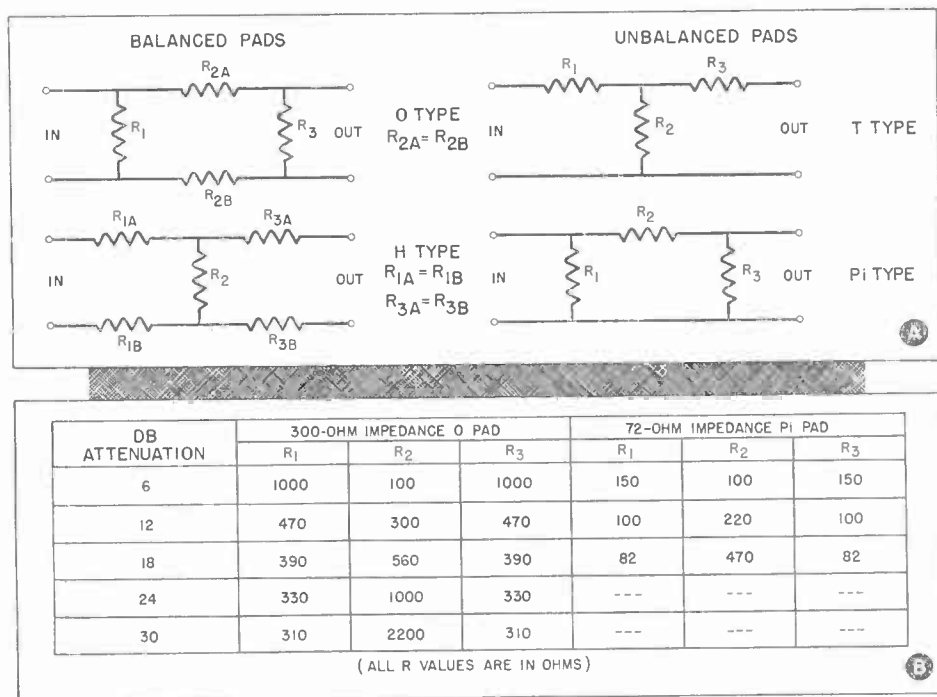 BALANCED PADS
UNBALANCED PADS
R2A
R1
R3
IN
R1
R3
OUT
O TYPE
R2A = R2B
IN
R2
OUT
T TYPE
R2B
R1A
R3A
R2
IN
R2
OUT
H TYPE
R1A = R1B
R3A = R3B
IN
R1
R3
OUT
Pi TYPE
R1B
R3B
A
DB ATTENUATION 300-OHM IMPEDANCE O PAD 72-OHM IMPEDANCE Pi PAD
R1 R2 R3 R1 R2 R3
6 1000 100 1000 150 100 150
12 470 300 470 100 220 100
18 390 560 390 82 470 82
24 330 1000 330 --- --- ---
30 310 2200 310 --- --- ---
(ALL R VALUES ARE IN OHMS)
B